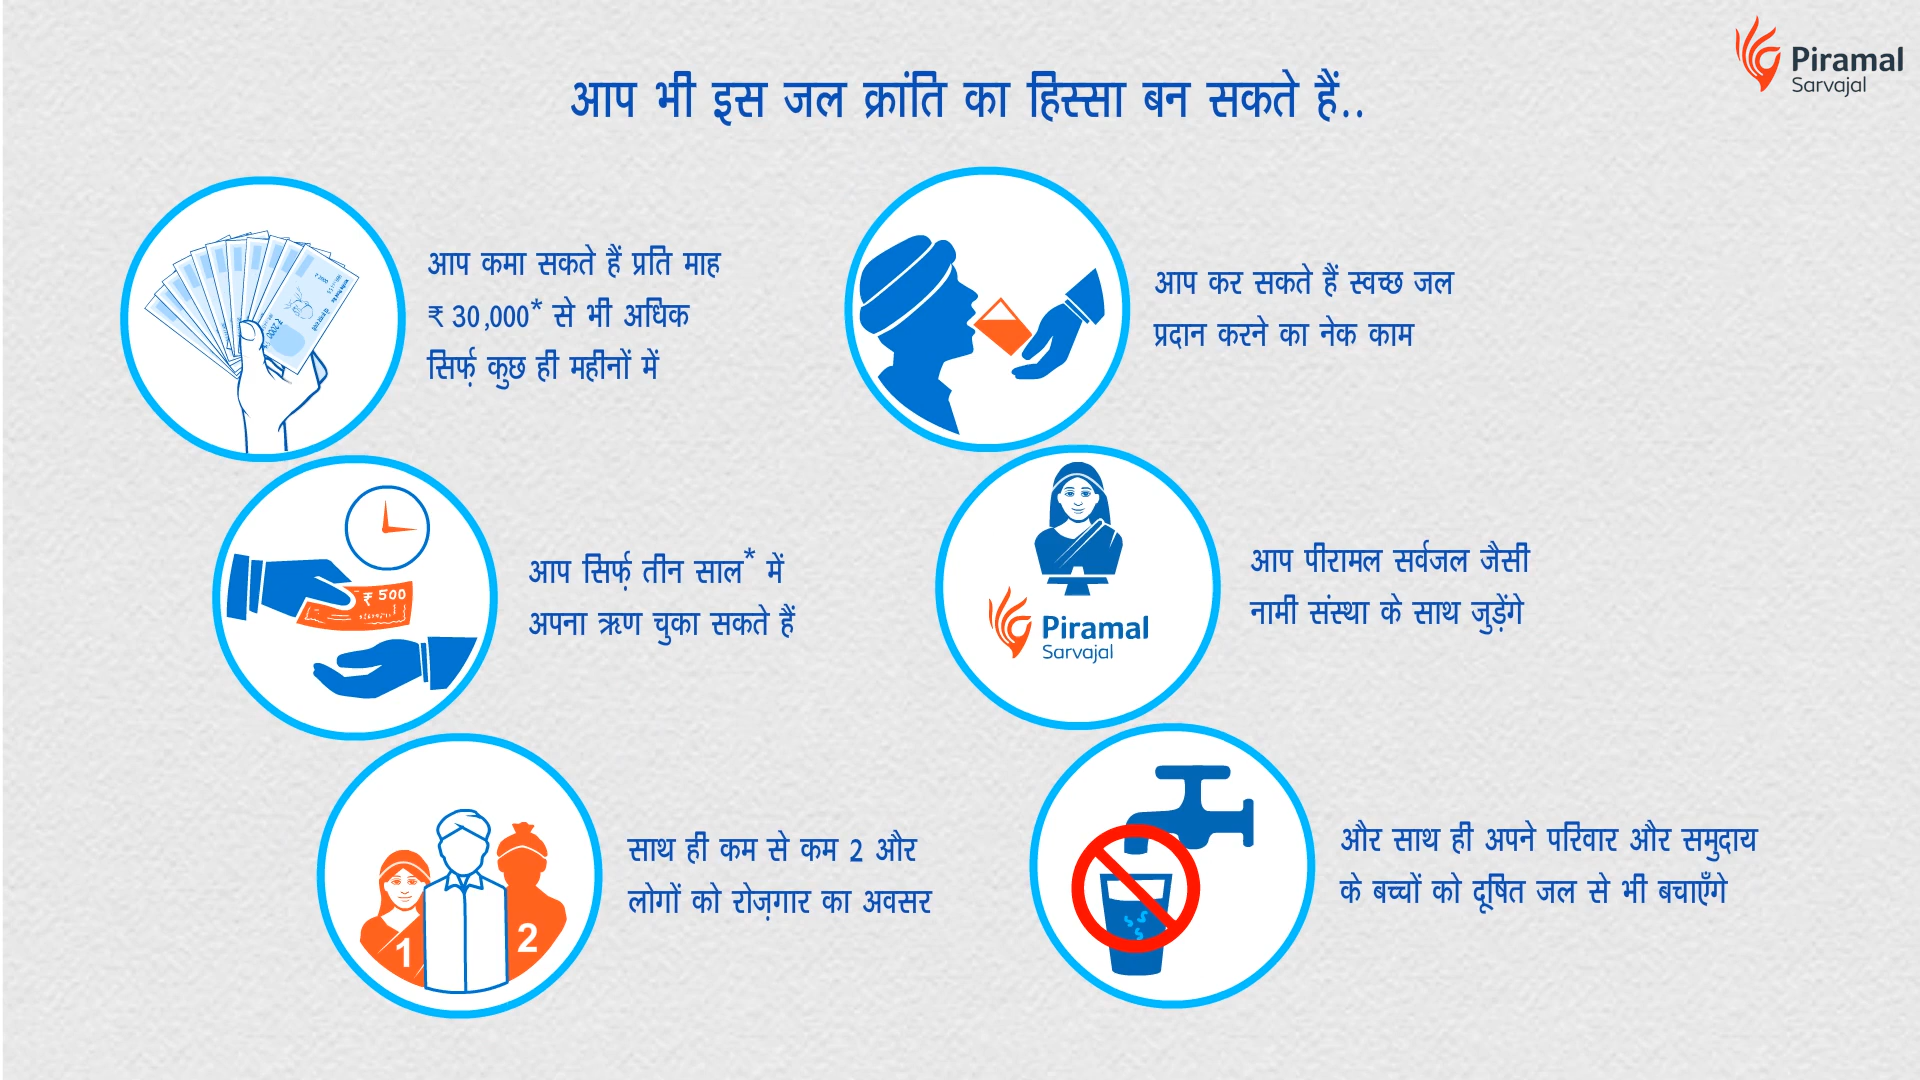 आप भी इस जल क्रांति का हिस्सा बन सकते हैं..
Piramal
Sarvajal
आप कमा सकते हैं प्रति माह
₹ 30,000* से भी अधिक
सिर्फ़ कुछ ही महीनों में
आप सिर्फ़ तीन साल* में
अपना ऋण चुका सकते हैं
₹ 500
साथ ही कम से कम 2 और
लोगों को रोज़गार का अवसर
1
2
आप कर सकते हैं स्वच्छ जल
प्रदान करने का नेक काम
आप पीरामल सर्वजल जैसी
नामी संस्था के साथ जुड़ेंगे
Piramal
Sarvajal
और साथ ही अपने परिवार और समुदाय
के बच्चों को दूषित जल से भी बचाएँगे